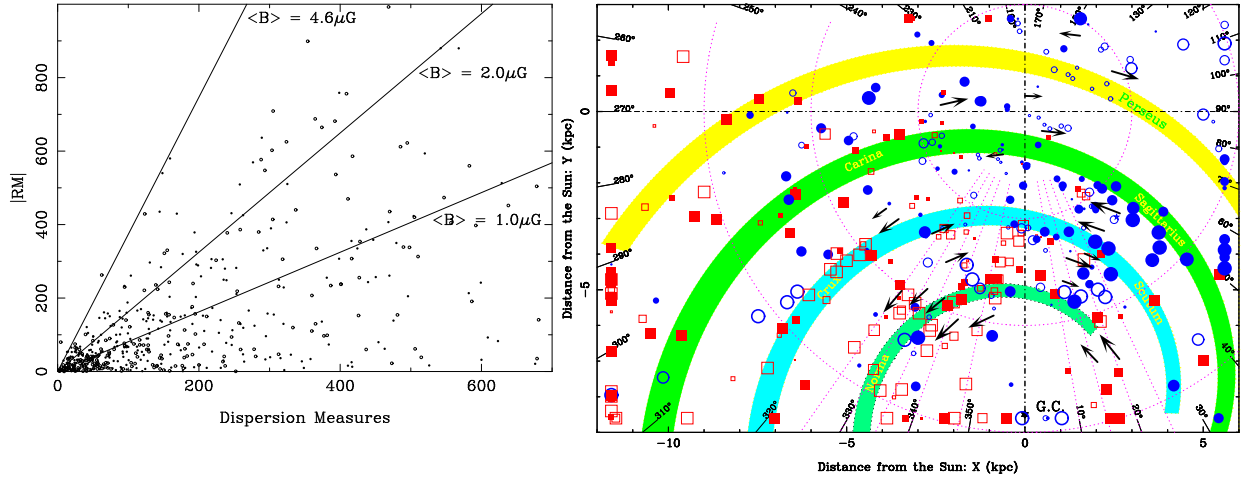 <B> = 4.6μG
<B> = 2.0μG
<B> = 1.0μG
|RM|
800
600
400
200
0
0
200
400
600
Dispersion Measures
250°
240°
230°
210°
170°
130°
120°
110°
100°
90°
260°
270°
280°
290°
300°
310°
320°
330°
340°
350°
10°
20°
30°
40°
60°
Perseus
Carina
Sagittarius
Crux
Scutum
Norma
G.C.
Distance from the Sun: Y (kpc)
0
−5
−10
−5
0
5
Distance from the Sun: X (kpc)